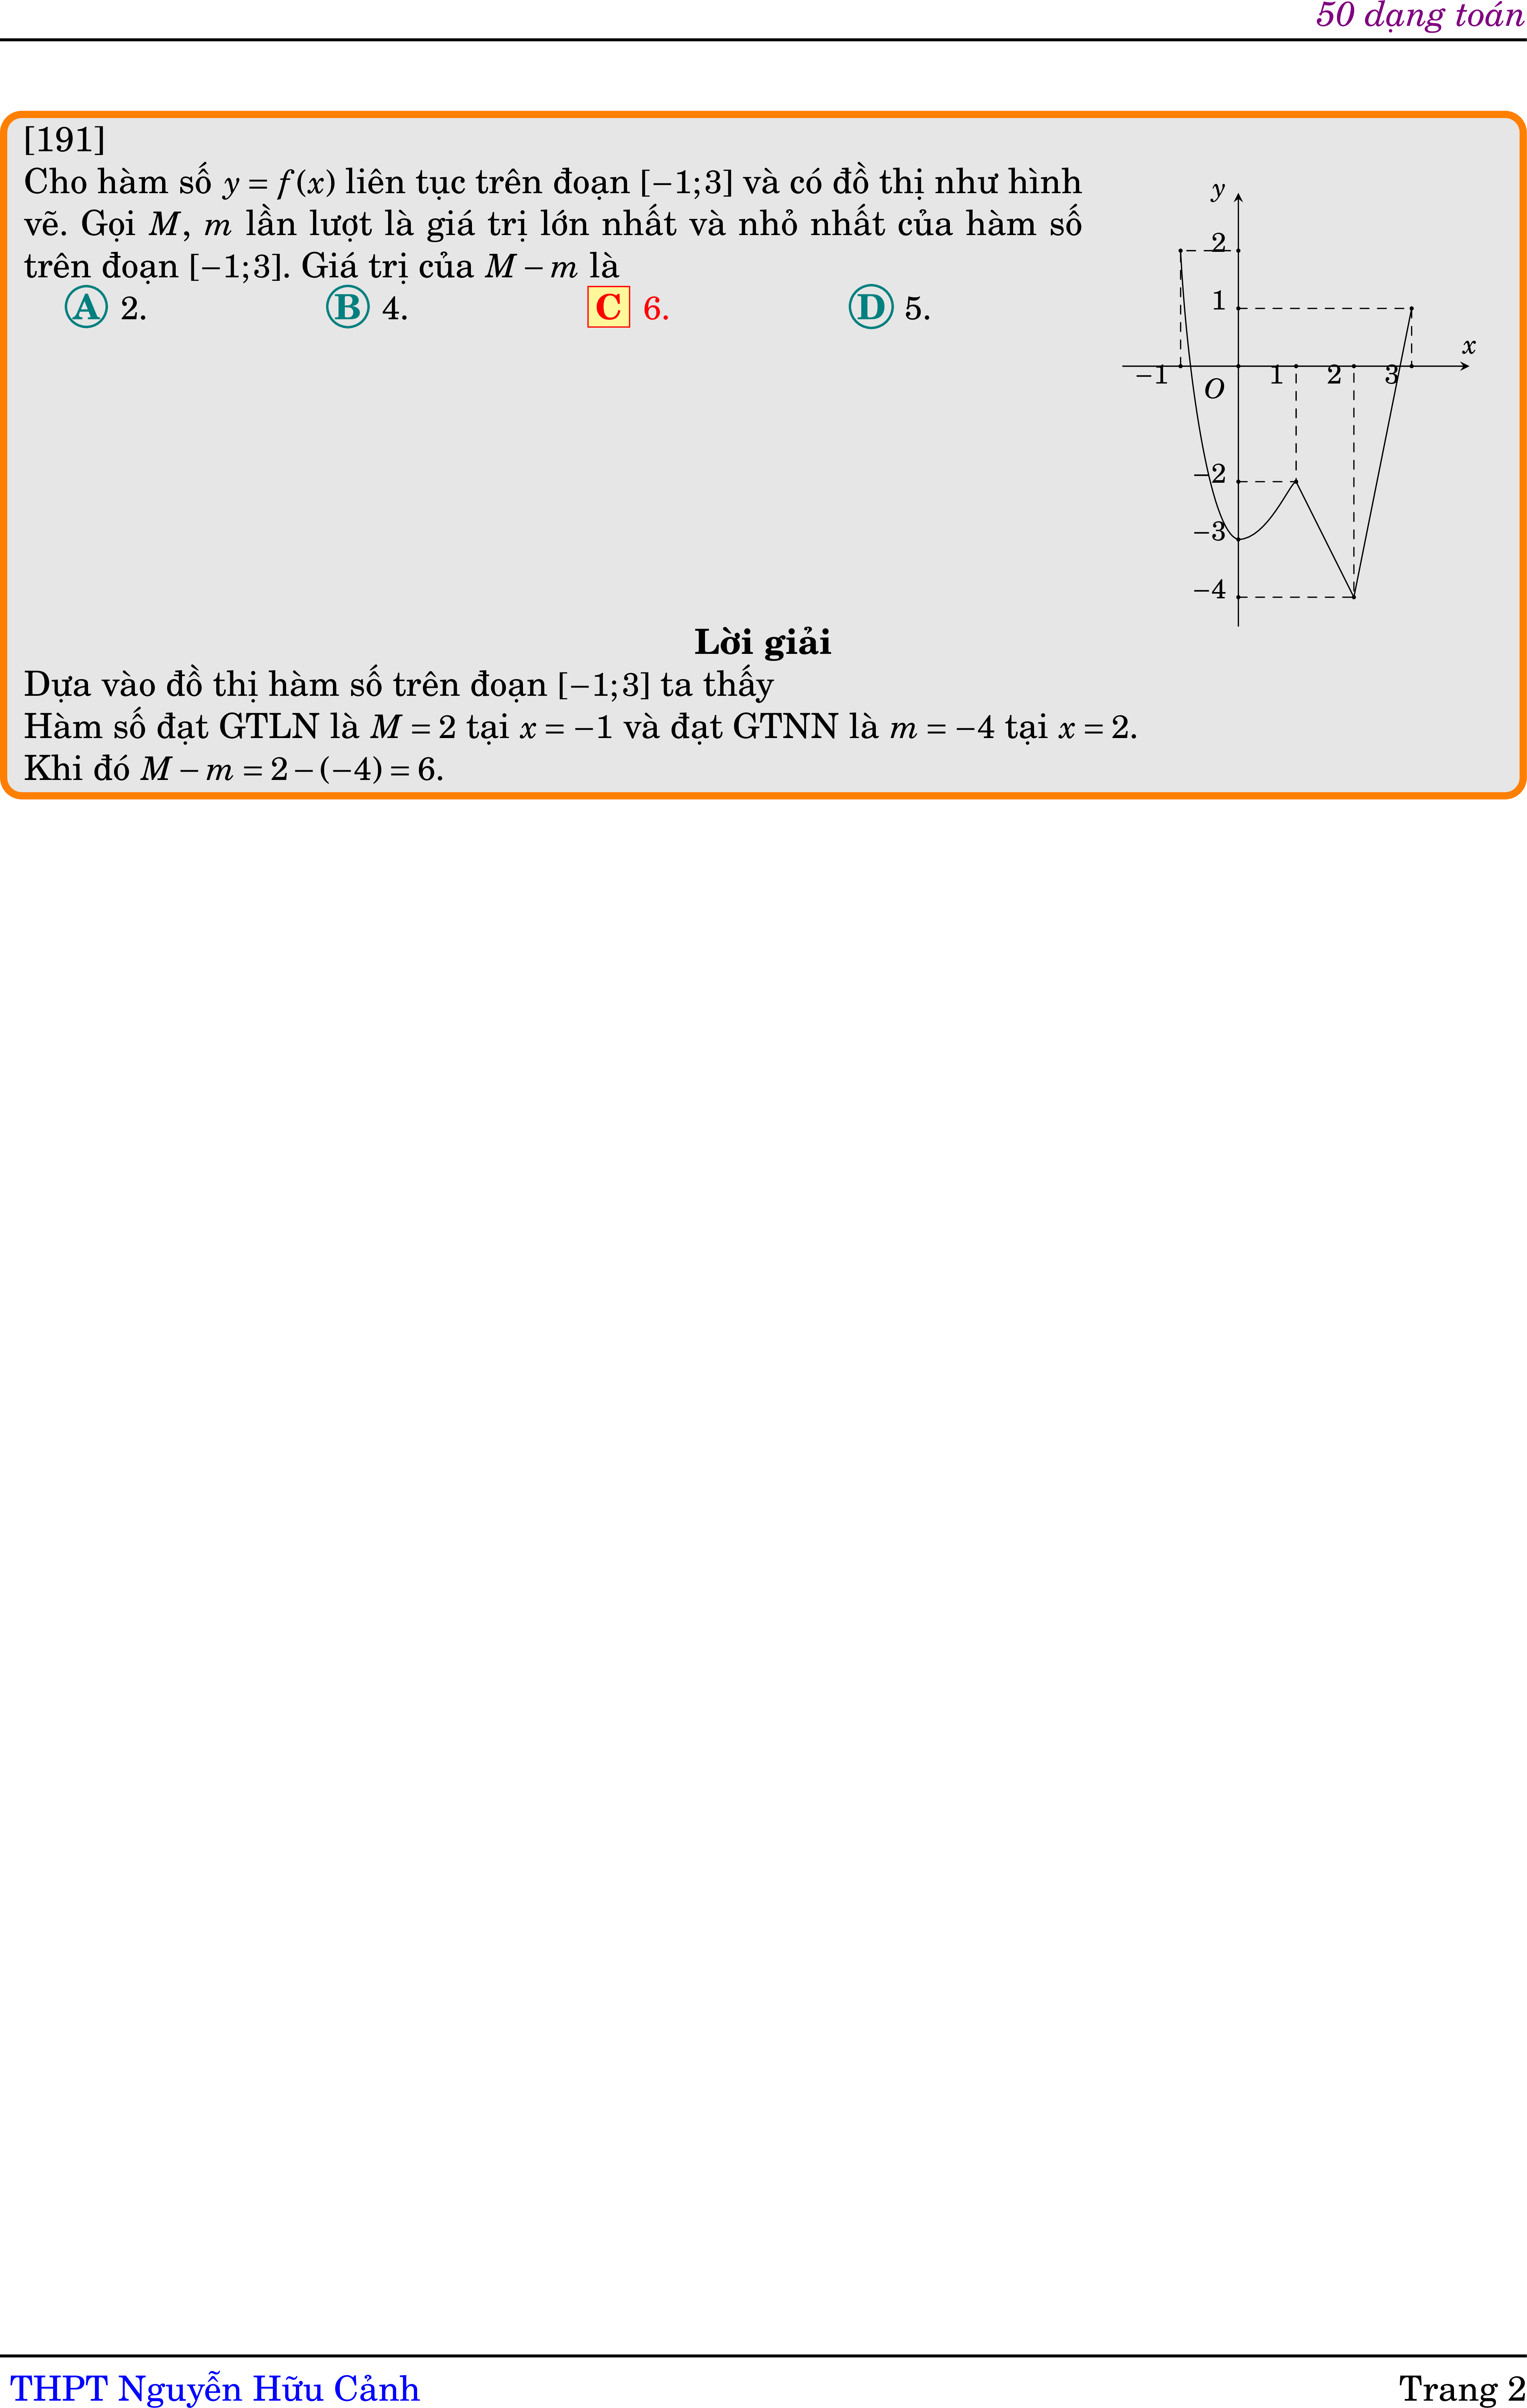 50 dạng toán
[191]
Cho hàm số y = f(x) liên tục trên đoạn [−1;3] và có đồ thị như hình
vẽ. Gọi M, m lần lượt là giá trị lớn nhất và nhỏ nhất của hàm số
trên đoạn [−1;3]. Giá trị của M − m là
A 2. B 4. C 6. D 5.
y
2
1
x
−1 O 1 2 3
−2
−3
−4
Lời giải
Dựa vào đồ thị hàm số trên đoạn [−1;3] ta thấy
Hàm số đạt GTLN là M = 2 tại x = −1 và đạt GTNN là m = −4 tại x = 2.
Khi đó M − m = 2 − (−4) = 6.
THPT Nguyễn Hữu Cảnh Trang 2